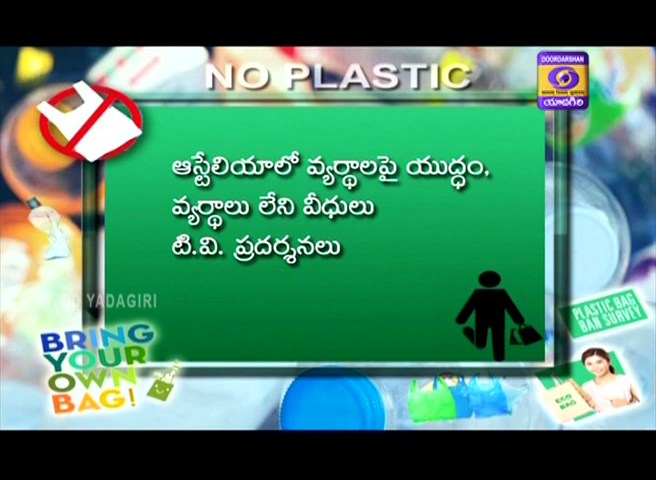 NO PLASTIC
DOORDARSHAN
యాదగిరి
ఆస్ట్రేలియాలో వ్యర్థాలపై యుద్ధం,
వ్యర్థాలు లేని వీధులు
టి.వి. ప్రదర్శనలు
DD YADAGIRI
BRING
YOUR
OWN
BAG!
PLASTIC BAG
BAN SURVEY
ECO
BAG